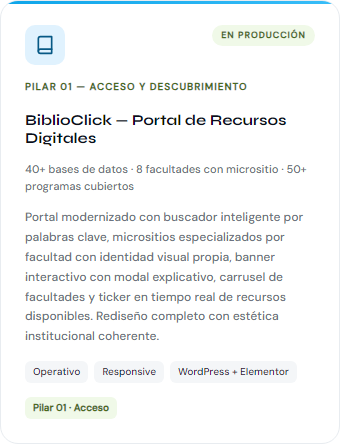 EN PRODUCCIÓN
PILAR 01 — ACCESO Y DESCUBRIMIENTO
BiblioClick — Portal de Recursos
Digitales
40+ bases de datos · 8 facultades con micrositio · 50+
programas cubiertos
Portal modernizado con buscador inteligente por
palabras clave, micrositios especializados por
facultad con identidad visual propia, banner
interactivo con modal explicativo, carrusel de
facultades y ticker en tiempo real de recursos
disponibles. Rediseño completo con estética
institucional coherente.
Operativo
Responsive
WordPress + Elementor
Pilar 01 · Acceso